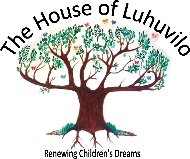 The House of Luhuvilo
Renewing Children's Dreams